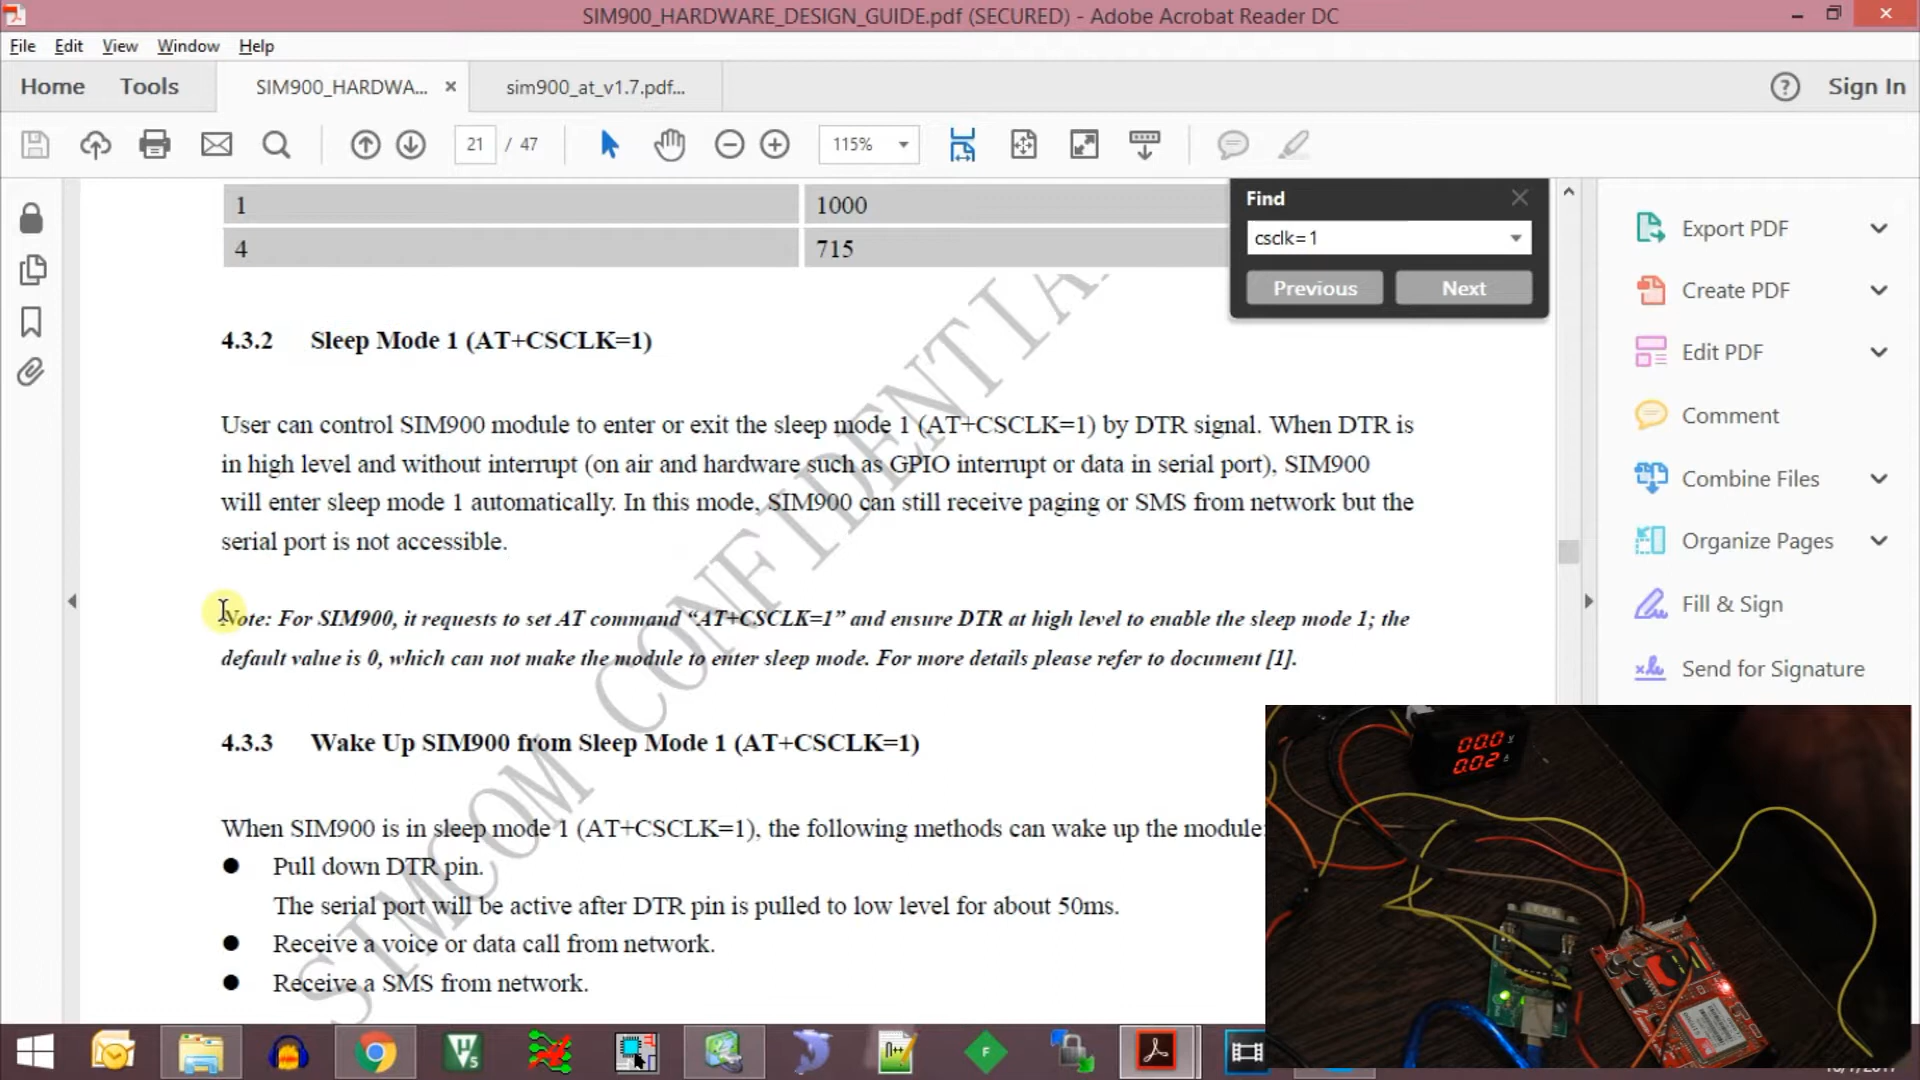 SIM900_HARDWARE_DESIGN_GUIDE.pdf (SECURED) - Adobe Acrobat Reader DC
File Edit View Window Help
Home Tools SIM900_HARDWA... × sim900_at_v1.7.pdf... ? Sign In
21 / 47 115%
Find
csclk=1
Previous Next
1 1000
4 715
4.3.2 Sleep Mode 1 (AT+CSCLK=1)
User can control SIM900 module to enter or exit the sleep mode 1 (AT+CSCLK=1) by DTR signal. When DTR is
in high level and without interrupt (on air and hardware such as GPIO interrupt or data in serial port), SIM900
will enter sleep mode 1 automatically. In this mode, SIM900 can still receive paging or SMS from network but the
serial port is not accessible.
Note: For SIM900, it requests to set AT command “AT+CSCLK=1” and ensure DTR at high level to enable the sleep mode 1; the
default value is 0, which can not make the module to enter sleep mode. For more details please refer to document [1].
4.3.3 Wake Up SIM900 from Sleep Mode 1 (AT+CSCLK=1)
When SIM900 is in sleep mode 1 (AT+CSCLK=1), the following methods can wake up the module:
● Pull down DTR pin.
The serial port will be active after DTR pin is pulled to low level for about 50ms.
● Receive a voice or data call from network.
● Receive a SMS from network.
SIMCOM CONFIDENTIA
Export PDF
Create PDF
Edit PDF
Comment
Combine Files
Organize Pages
Fill & Sign
Send for Signature
00.0 V
0.02 A